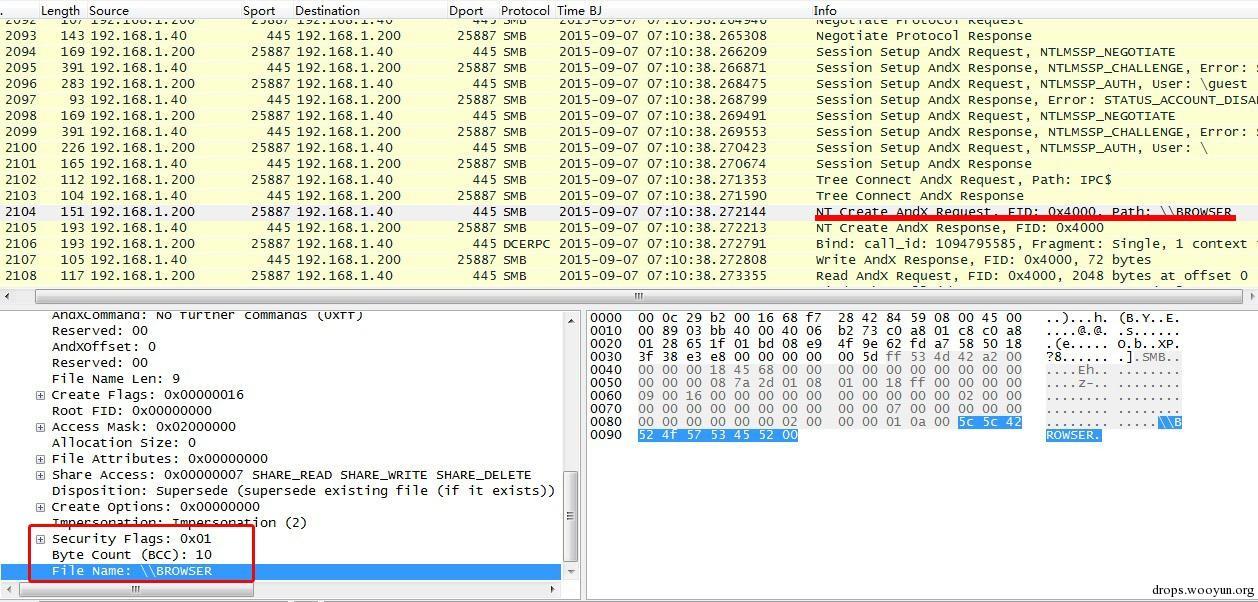 . Length Source Sport Destination Dport Protocol Time BJ Info
2092 107 192.168.1.200 25887 192.168.1.40 445 SMB 2015-09-07 07:10:38.264946 Negotiate Protocol Request
2093 143 192.168.1.40 445 192.168.1.200 25887 SMB 2015-09-07 07:10:38.265308 Negotiate Protocol Response
2094 169 192.168.1.200 25887 192.168.1.40 445 SMB 2015-09-07 07:10:38.266209 Session Setup AndX Request, NTLMSSP_NEGOTIATE
2095 391 192.168.1.40 445 192.168.1.200 25887 SMB 2015-09-07 07:10:38.266871 Session Setup AndX Response, NTLMSSP_CHALLENGE, Error: S
2096 283 192.168.1.200 25887 192.168.1.40 445 SMB 2015-09-07 07:10:38.268475 Session Setup AndX Request, NTLMSSP_AUTH, User: \guest
2097 93 192.168.1.40 445 192.168.1.200 25887 SMB 2015-09-07 07:10:38.268799 Session Setup AndX Response, Error: STATUS_ACCOUNT_DISA
2098 169 192.168.1.200 25887 192.168.1.40 445 SMB 2015-09-07 07:10:38.269491 Session Setup AndX Request, NTLMSSP_NEGOTIATE
2099 391 192.168.1.40 445 192.168.1.200 25887 SMB 2015-09-07 07:10:38.269553 Session Setup AndX Response, NTLMSSP_CHALLENGE, Error: S
2100 226 192.168.1.200 25887 192.168.1.40 445 SMB 2015-09-07 07:10:38.270423 Session Setup AndX Request, NTLMSSP_AUTH, User: \
2101 165 192.168.1.40 445 192.168.1.200 25887 SMB 2015-09-07 07:10:38.270674 Session Setup AndX Response
2102 112 192.168.1.200 25887 192.168.1.40 445 SMB 2015-09-07 07:10:38.271353 Tree Connect AndX Request, Path: IPC$
2103 104 192.168.1.40 445 192.168.1.200 25887 SMB 2015-09-07 07:10:38.271590 Tree Connect AndX Response
2104 151 192.168.1.200 25887 192.168.1.40 445 SMB 2015-09-07 07:10:38.272144 NT Create AndX Request, FID: 0x4000, Path: \\BROWSER
2105 193 192.168.1.40 445 192.168.1.200 25887 SMB 2015-09-07 07:10:38.272213 NT Create AndX Response, FID: 0x4000
2106 193 192.168.1.200 25887 192.168.1.40 445 DCERPC 2015-09-07 07:10:38.272791 Bind: call_id: 1094795585, Fragment: Single, 1 context
2107 105 192.168.1.40 445 192.168.1.200 25887 SMB 2015-09-07 07:10:38.272808 Write AndX Response, FID: 0x4000, 72 bytes
2108 117 192.168.1.200 25887 192.168.1.40 445 SMB 2015-09-07 07:10:38.273355 Read AndX Request, FID: 0x4000, 2048 bytes at offset 0
AndXCommand: No further commands (0xff)
Reserved: 00
AndXOffset: 0
Reserved: 00
File Name Len: 9
Create Flags: 0x00000016
Root FID: 0x00000000
Access Mask: 0x02000000
Allocation Size: 0
File Attributes: 0x00000000
Share Access: 0x00000007 SHARE_READ SHARE_WRITE SHARE_DELETE
Disposition: Supersede (supersede existing file (if it exists))
Create Options: 0x00000000
Impersonation: Impersonation (2)
Security Flags: 0x01
Byte Count (BCC): 10
File Name: \\BROWSER
0000 00 0c 29 b2 00 16 68 f7 28 42 84 59 08 00 45 00 ..)...h. (B.Y..E.
0010 00 89 03 bb 40 00 40 06 b2 73 c0 a8 01 c8 c0 a8 ....@.@. .s......
0020 01 28 65 1f 01 bd 08 e9 4f 9e 62 fd a7 58 50 18 .(e..... O.b..XP.
0030 3f 38 e3 e8 00 00 00 00 00 5d ff 53 4d 42 a2 00 ?8...... .].SMB..
0040 00 00 00 18 45 68 00 00 00 00 00 00 00 00 00 00 ....Eh.. ........
0050 00 00 00 08 7a 2d 01 08 01 00 18 ff 00 00 00 00 ....z-.. ........
0060 09 00 16 00 00 00 00 00 00 00 00 00 00 02 00 00 ........ ........
0070 00 00 00 00 00 00 00 00 00 00 07 00 00 00 00 00 ........ ........
0080 00 00 00 00 00 00 02 00 00 00 01 0a 00 5c 5c 42 ........ .....\\B
0090 52 4f 57 53 45 52 00 ROWSER.
drops.wooyun.org